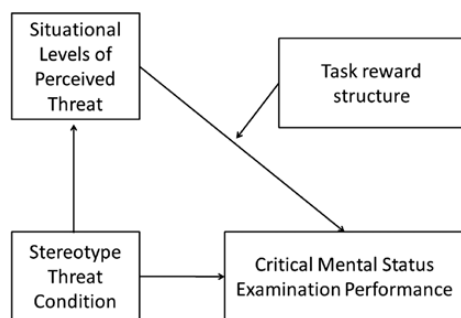 Situational
Levels of
Perceived
Threat
Task reward
structure
Stereotype
Threat
Condition
Critical Mental Status
Examination Performance